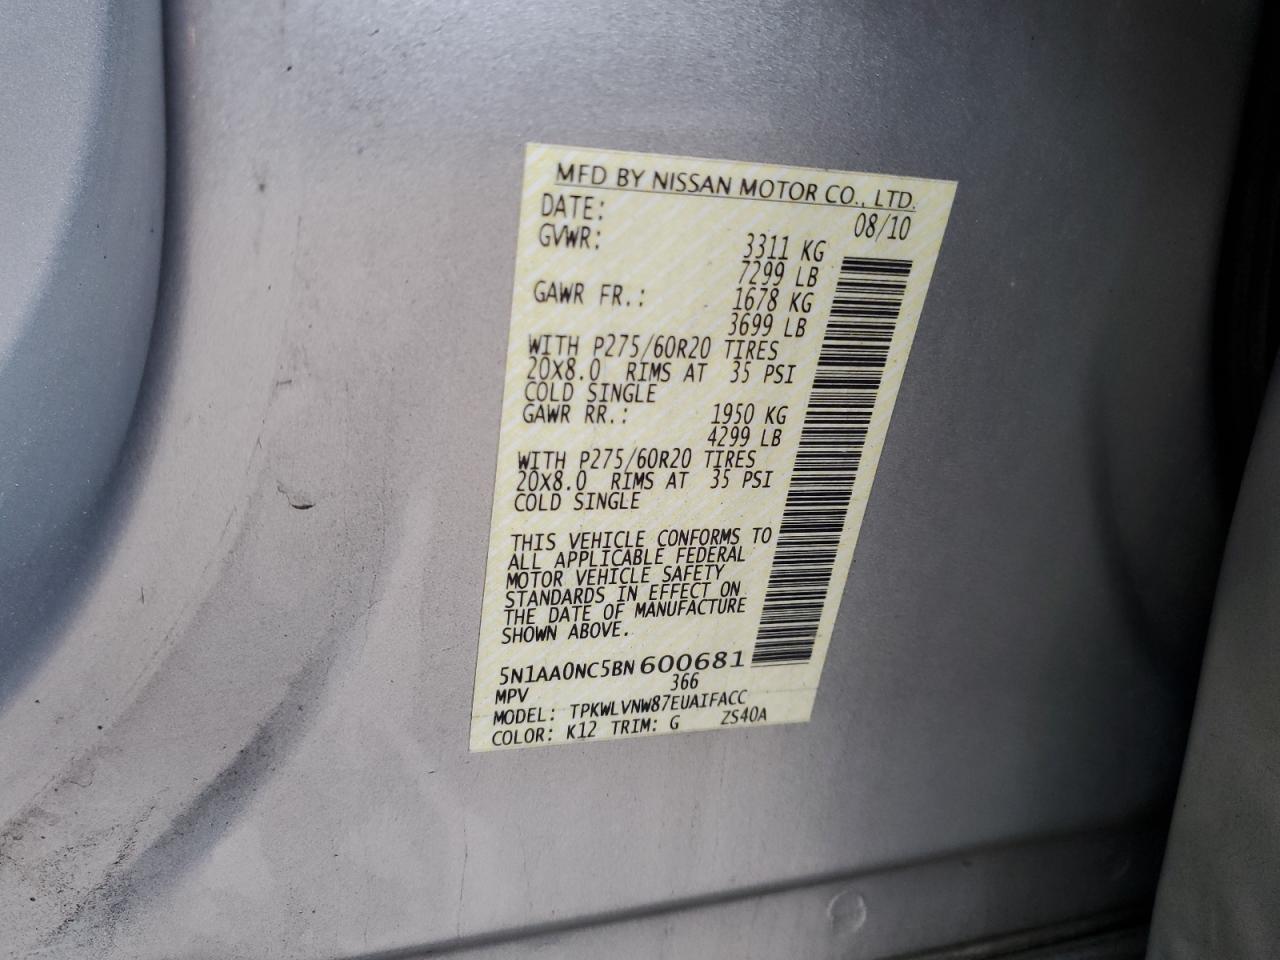 MFD BY NISSAN MOTOR CO., LTD.
DATE: 08/10
GVWR: 3311 KG
7299 LB
GAWR FR.: 1678 KG
3699 LB
WITH P275/60R20 TIRES
20X8.0 RIMS AT 35 PSI
COLD SINGLE
GAWR RR.: 1950 KG
4299 LB
WITH P275/60R20 TIRES
20X8.0 RIMS AT 35 PSI
COLD SINGLE
THIS VEHICLE CONFORMS TO
ALL APPLICABLE FEDERAL
MOTOR VEHICLE SAFETY
STANDARDS IN EFFECT ON
THE DATE OF MANUFACTURE
SHOWN ABOVE.
5N1AA0NC5BN600681
MPV 366
MODEL: TPKWLVNW87EUAIFACC
COLOR: K12 TRIM: G ZS40A